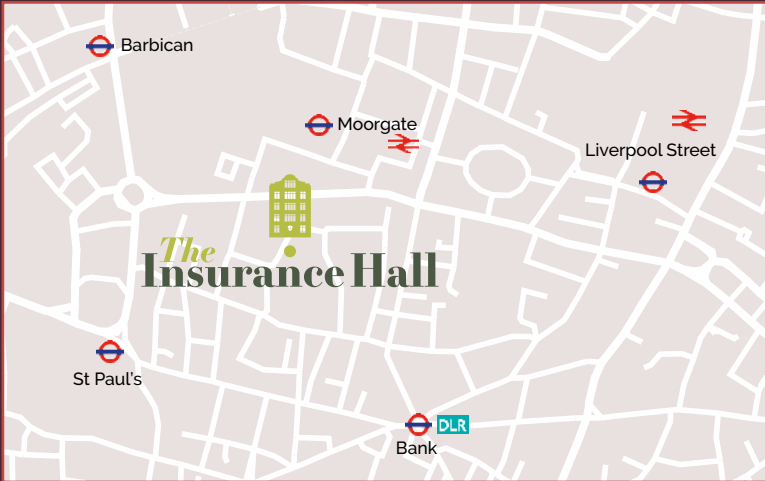 Barbican
Moorgate
Liverpool Street
The
Insurance Hall
St Paul's
DLR
Bank